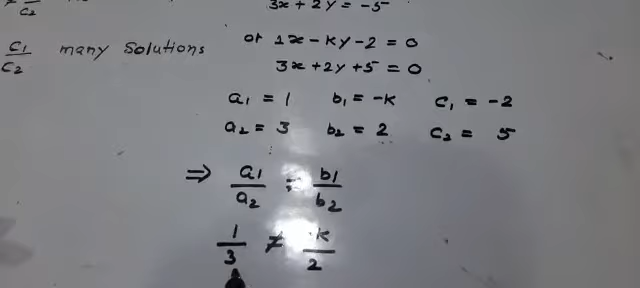 3x + 2y = -5
c₂
c₁/c₂ many solutions
or 1x - ky - 2 = 0
3x + 2y + 5 = 0
a₁ = 1 b₁ = -k c₁ = -2
a₂ = 3 b₂ = 2 c₂ = 5
⇒ a₁/a₂ = b₁/b₂
1/3 ≠ k/2